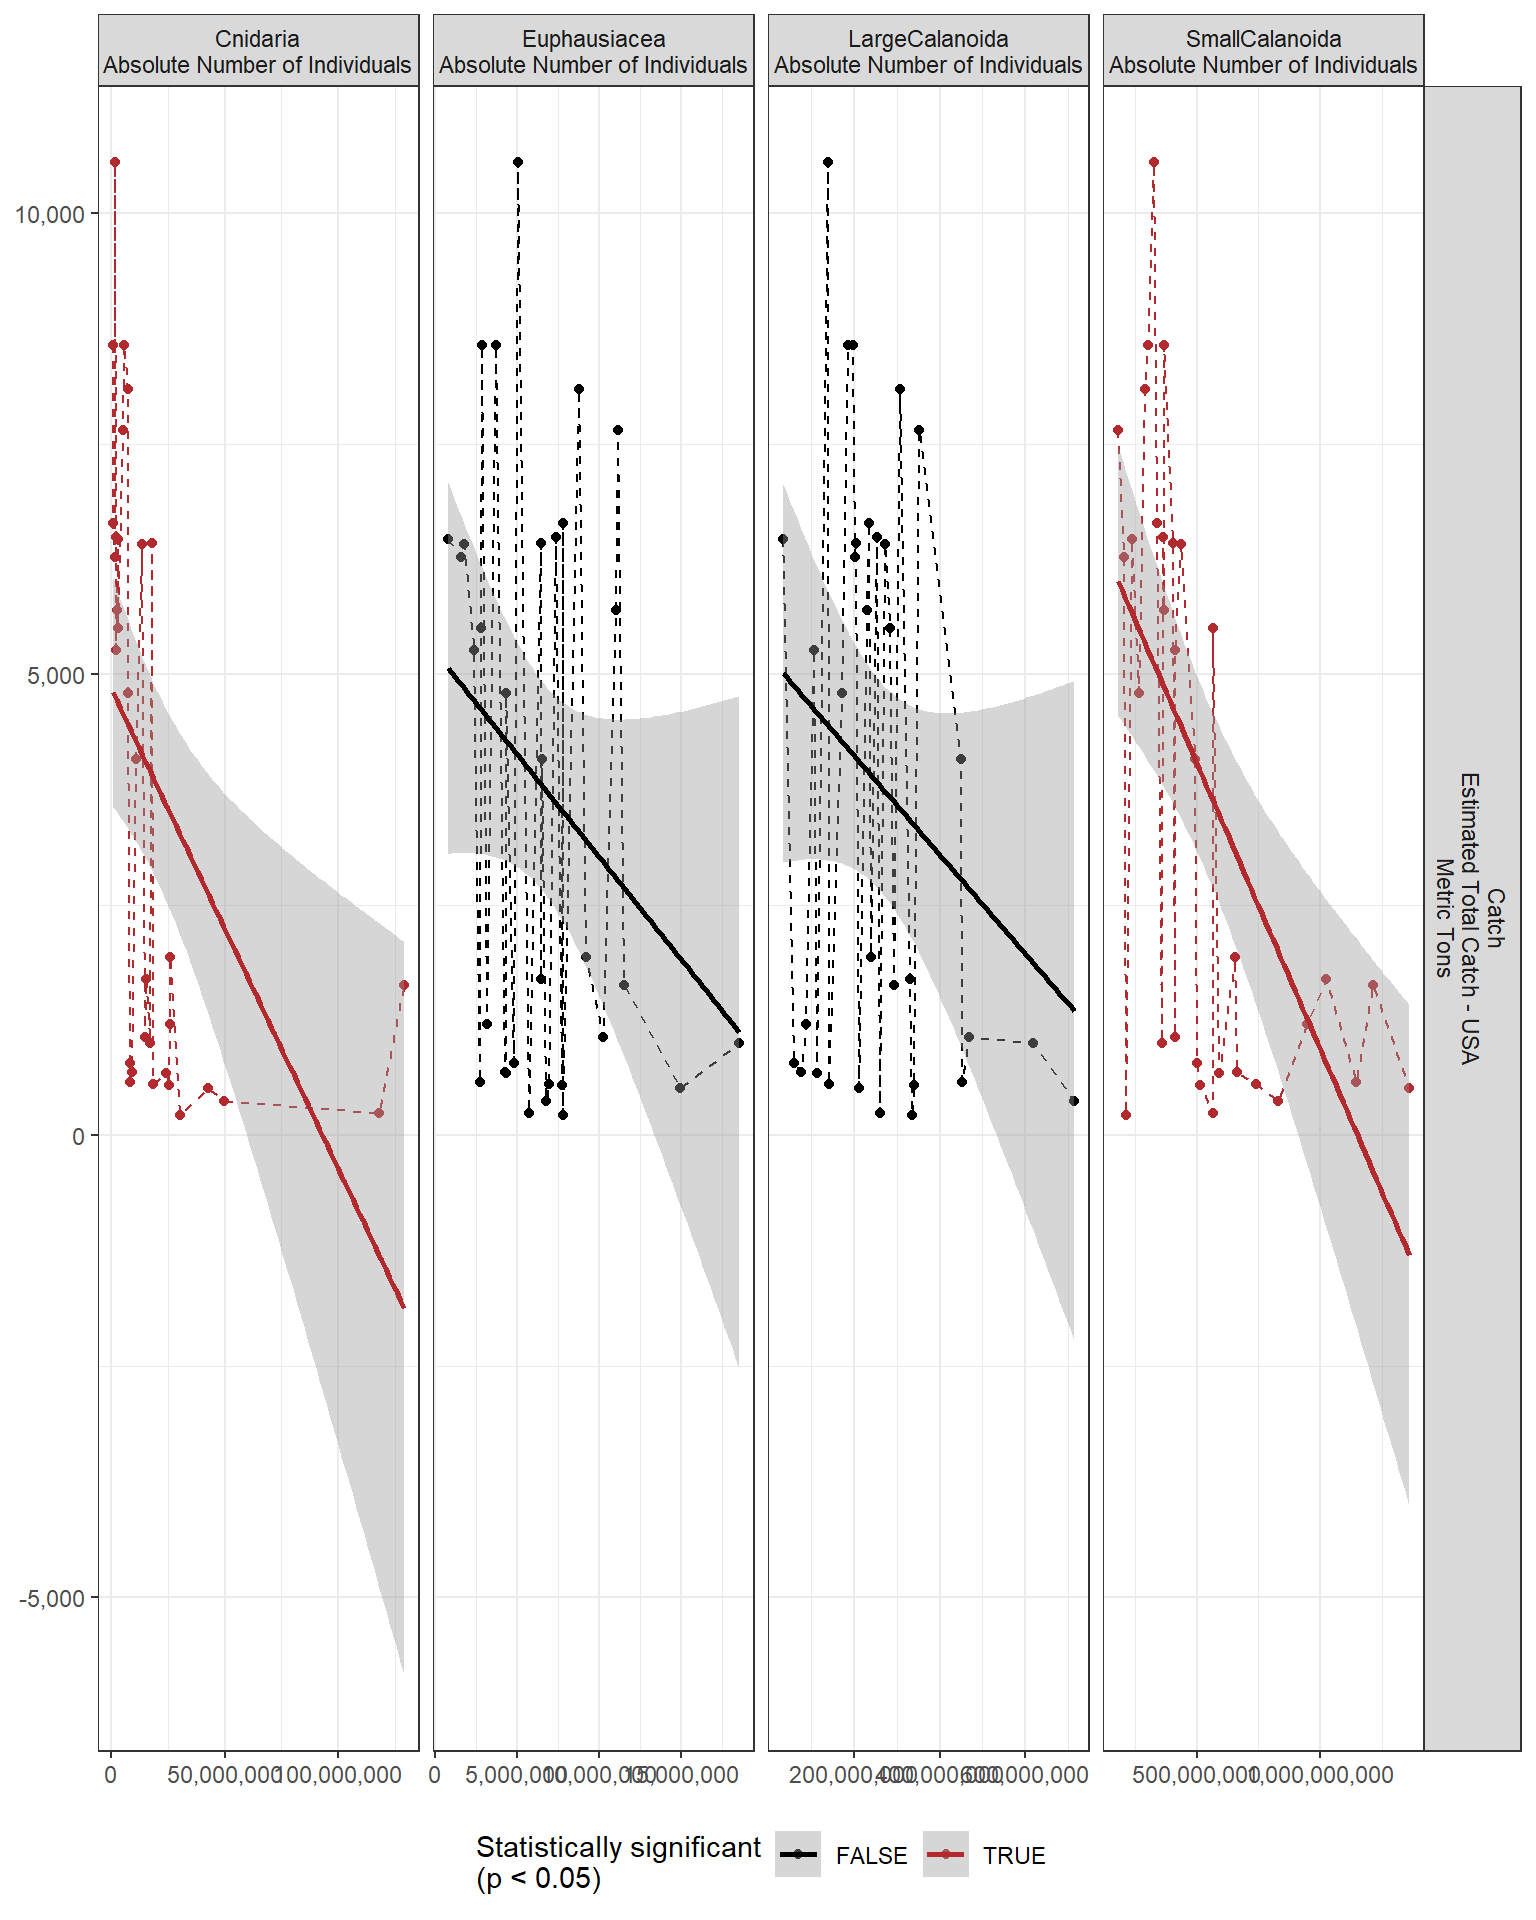 Cnidaria
Absolute Number of Individuals
Euphausiacea
Absolute Number of Individuals
LargeCalanoida
Absolute Number of Individuals
SmallCalanoida
Absolute Number of Individuals
10,000
5,000
0
-5,000
Catch
Estimated Total Catch - USA
Metric Tons
0
50,000,000
100,000,000
0
5,000,000
10,000,000
15,000,000
200,000,000
400,000,000
600,000,000
500,000,000
1,000,000,000
Statistically significant
(p < 0.05)
FALSE
TRUE